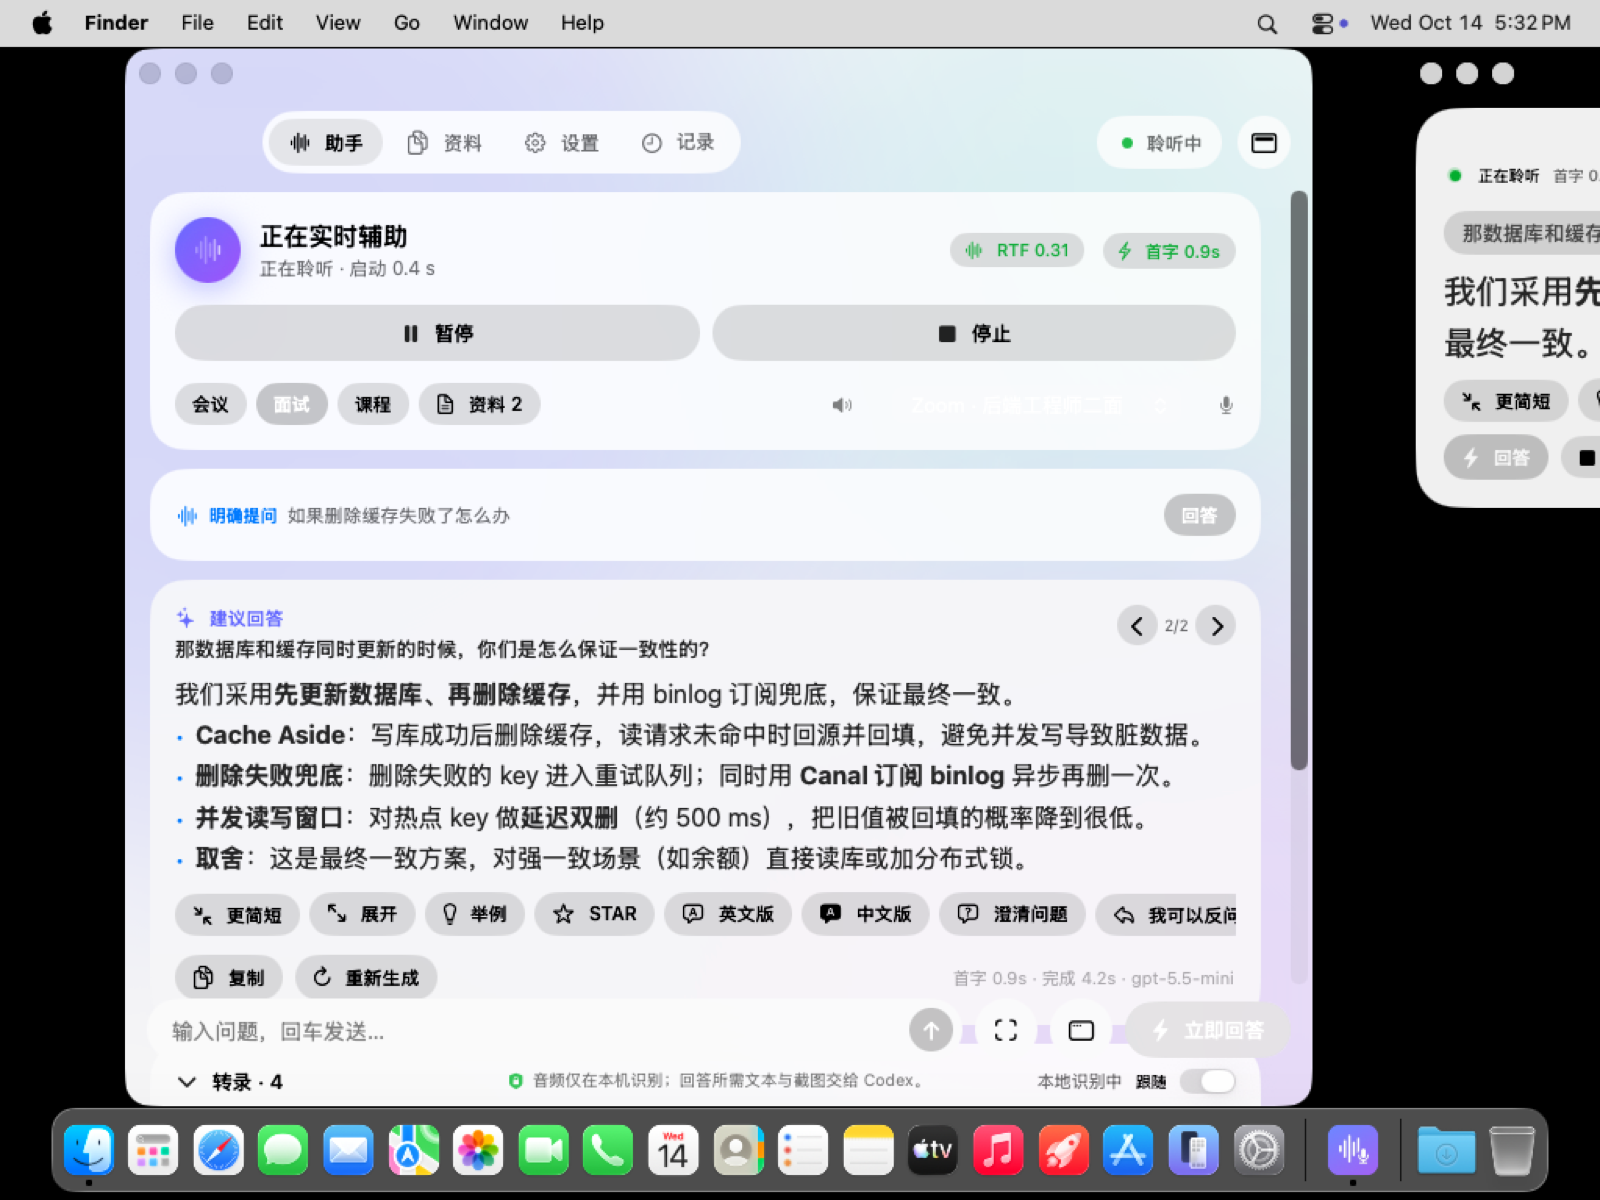 Finder File Edit View Go Window Help
Wed Oct 14 5:32 PM
助手 资料 设置 记录
聆听中
正在实时辅助
正在聆听 · 启动 0.4 s
RTF 0.31
首字 0.9s
暂停
停止
会议 面试 课程 资料 2
Zoom - 后端工程师二面
明确提问 如果删除缓存失败了怎么办
回答
建议回答
2/2
那数据库和缓存同时更新的时候，你们是怎么保证一致性的?
我们采用先更新数据库、再删除缓存，并用 binlog 订阅兜底，保证最终一致。
· Cache Aside：写库成功后删除缓存，读请求未命中时回源并回填，避免并发写导致脏数据。
· 删除失败兜底：删除失败的 key 进入重试队列；同时用 Canal 订阅 binlog 异步再删一次。
· 并发读写窗口：对热点 key 做延迟双删（约 500 ms），把旧值被回填的概率降到很低。
· 取舍：这是最终一致方案，对强一致场景（如余额）直接读库或加分布式锁。
更简短 展开 举例 STAR 英文版 中文版 澄清问题 我可以反问
复制 重新生成
首字 0.9s · 完成 4.2s · gpt-5.5-mini
输入问题，回车发送...
立即回答
转录 · 4
音频仅在本机识别；回答所需文本与截图交给 Codex。
本地识别中 跟随
正在聆听 首字 0.
那数据库和缓存
我们采用先
最终一致。
更简短
回答
Wed
14
tv